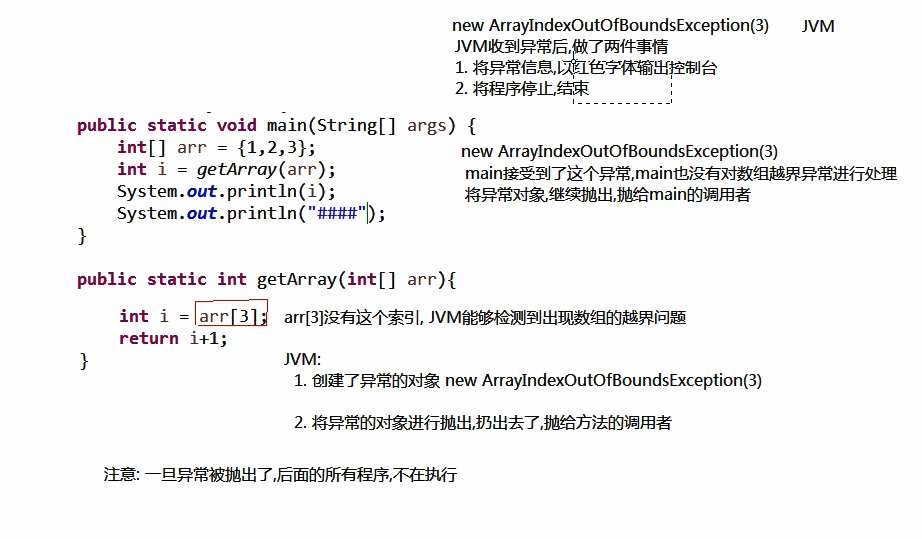 new ArrayIndexOutOfBoundsException(3) JVM
JVM收到异常后,做了两件事情
1. 将异常信息,以红色字体输出控制台
2. 将程序停止,结束
public static void main(String[] args) {
int[] arr = {1,2,3};
int i = getArray(arr);
System.out.println(i);
System.out.println("####");
}
new ArrayIndexOutOfBoundsException(3)
main接受到了这个异常,main也没有对数组越界异常进行处理
将异常对象,继续抛出,抛给main的调用者
public static int getArray(int[] arr){
int i = arr[3]; arr[3]没有这个索引, JVM能够检测到出现数组的越界问题
return i+1;
}
JVM:
1. 创建了异常的对象 new ArrayIndexOutOfBoundsException(3)
2. 将异常的对象进行抛出,扔出去了,抛给方法的调用者
注意: 一旦异常被抛出了,后面的所有程序,不在执行